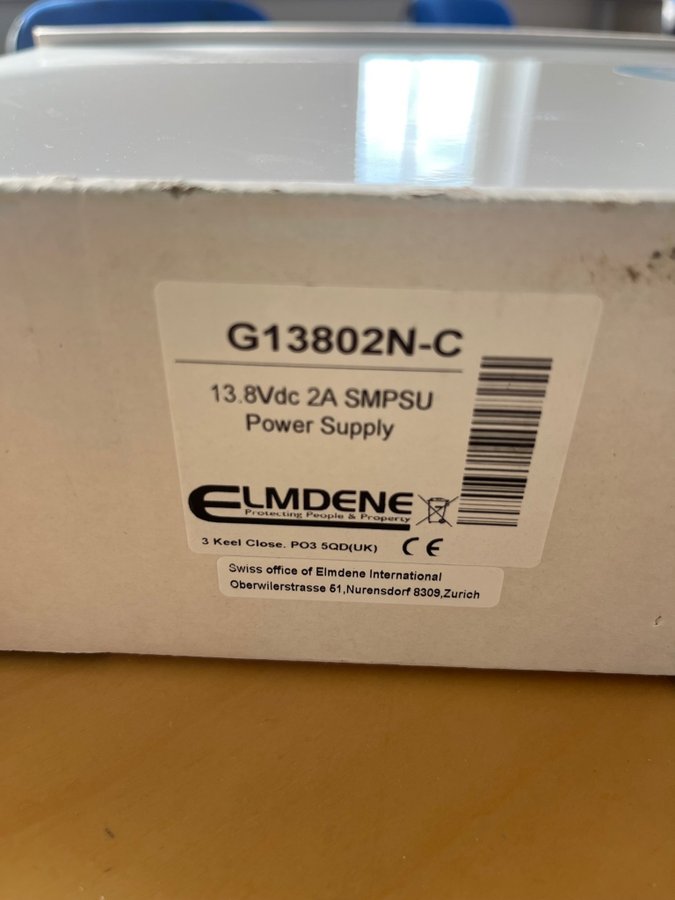 G13802N-C
13.8Vdc 2A SMPSU
Power Supply
ELMDENE
Protecting People & Property
3 Keel Close. PO3 5QD(UK) CE
Swiss office of Elmdene International
Oberwilerstrasse 61,Nurensdorf 8309,Zurich